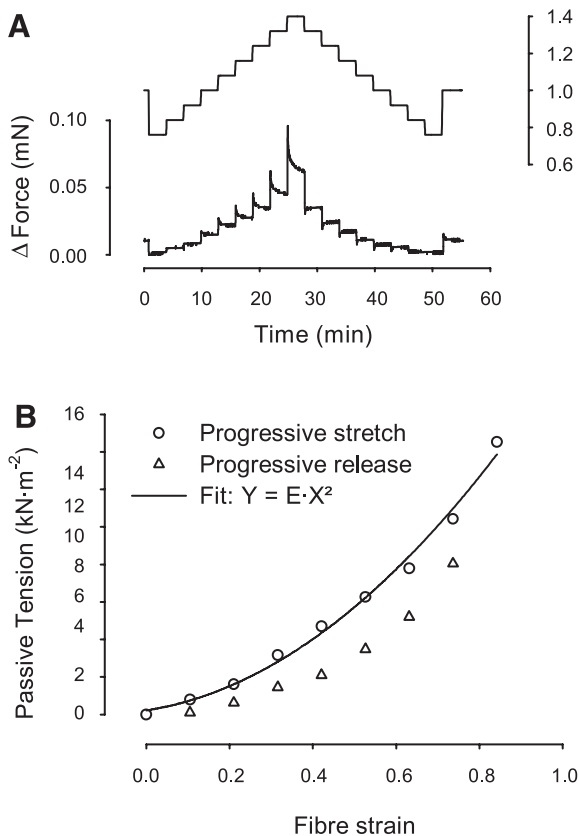 A
1.4
1.2
1.0
0.8
0.6
0.10
0.05
0.00
Δ Force (mN)
0 10 20 30 40 50 60
Time (min)
B
16
14
12
10
8
6
4
2
0
Passive Tension (kN·m⁻²)
Progressive stretch
Progressive release
Fit: Y = E·X²
0.0 0.2 0.4 0.6 0.8 1.0
Fibre strain